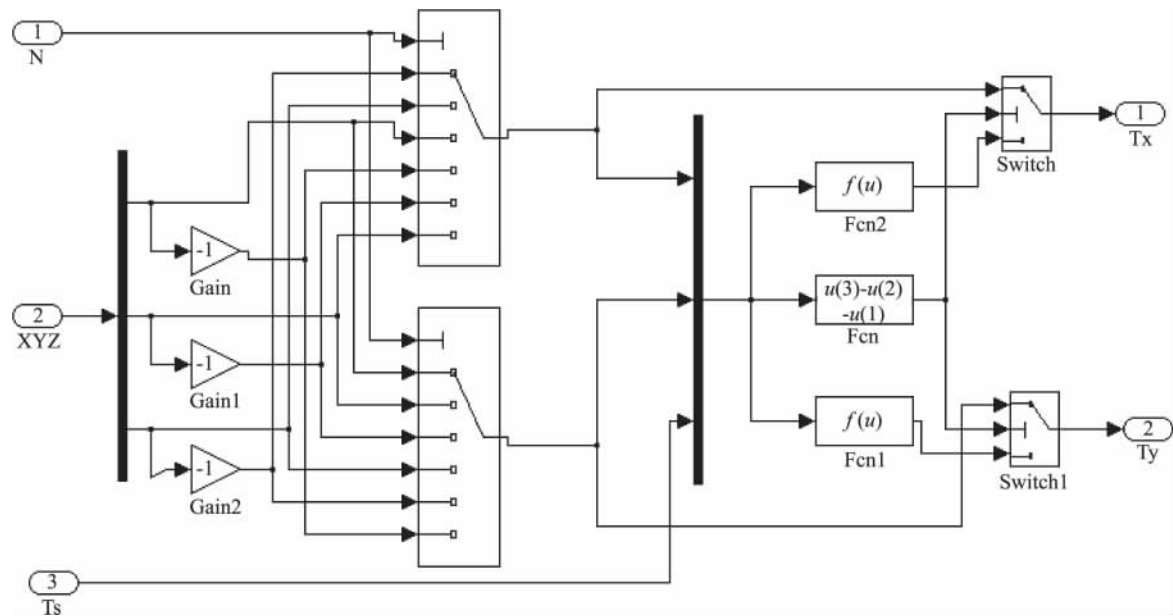 1
N
-1
Gain
2
XYZ
-1
Gain1
-1
Gain2
3
Ts
f(u)
Fcn2
u(3)-u(2)
-u(1)
Fcn
f(u)
Fcn1
Switch
1
Tx
Switch1
2
Ty